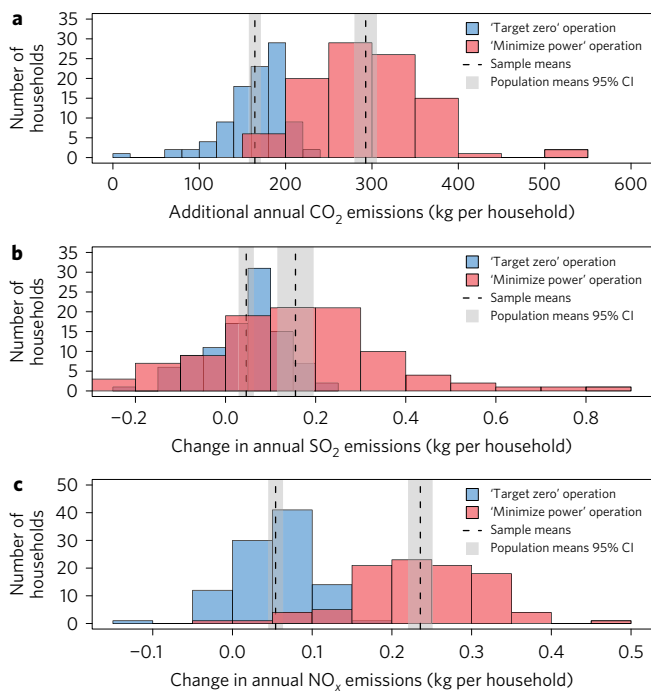 a
Number of
households
35
30
25
20
15
10
5
0
'Target zero' operation
'Minimize power' operation
Sample means
Population means 95% CI
0 100 200 300 400 500 600
Additional annual CO₂ emissions (kg per household)
b
Number of
households
35
30
25
20
15
10
5
0
'Target zero' operation
'Minimize power' operation
Sample means
Population means 95% CI
−0.2 0.0 0.2 0.4 0.6 0.8
Change in annual SO₂ emissions (kg per household)
c
Number of
households
50
40
30
20
10
0
'Target zero' operation
'Minimize power' operation
Sample means
Population means 95% CI
−0.1 0.0 0.1 0.2 0.3 0.4 0.5
Change in annual NOₓ emissions (kg per household)